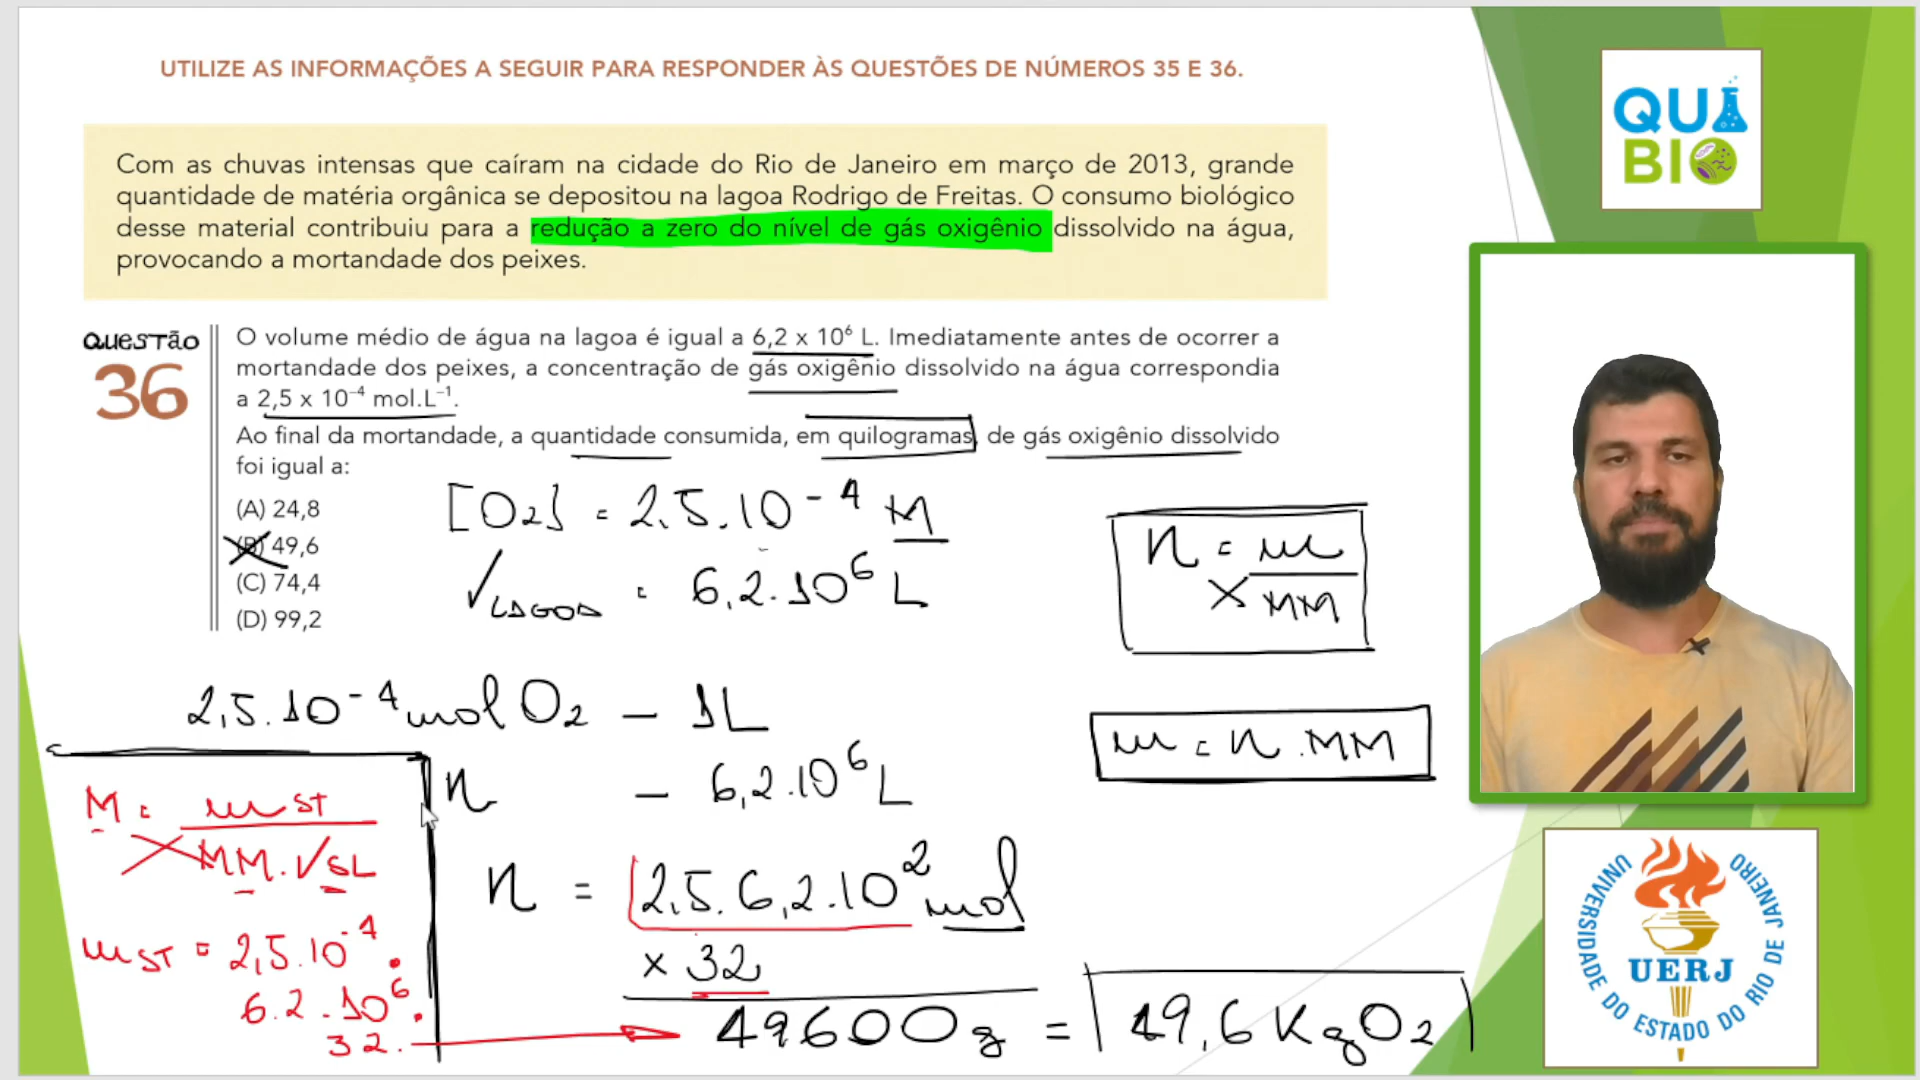 UTILIZE AS INFORMAÇÕES A SEGUIR PARA RESPONDER ÀS QUESTÕES DE NÚMEROS 35 E 36.
Com as chuvas intensas que caíram na cidade do Rio de Janeiro em março de 2013, grande
quantidade de matéria orgânica se depositou na lagoa Rodrigo de Freitas. O consumo biológico
desse material contribuiu para a redução a zero do nível de gás oxigênio dissolvido na água,
provocando a mortandade dos peixes.
QUESTÃO
36
O volume médio de água na lagoa é igual a 6,2 x 10⁶ L. Imediatamente antes de ocorrer a
mortandade dos peixes, a concentração de gás oxigênio dissolvido na água correspondia
a 2,5 x 10⁻⁴ mol.L⁻¹.
Ao final da mortandade, a quantidade consumida, em quilogramas, de gás oxigênio dissolvido
foi igual a:
(A) 24,8
(B) 49,6
(C) 74,4
(D) 99,2
[O₂] = 2,5.10⁻⁴ M
V LAGOA = 6,2.10⁶ L
n = m
MM
m = n.MM
2,5.10⁻⁴ mol O₂ – 1L
n – 6,2.10⁶ L
n = 2,5.6,2.10² mol
x 32
49600g = 49,6 KgO₂
M = mST
MM.VSL
mST = 2,5.10⁻⁴.
6,2.10⁶.
32.
QUÍ
BIO
UNIVERSIDADE DO ESTADO DO RIO DE JANEIRO
UERJ